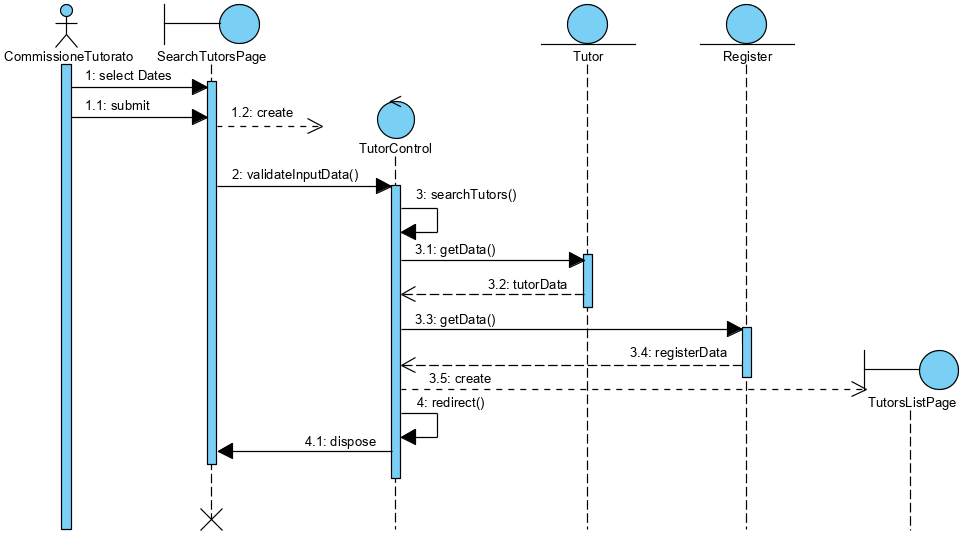 CommissioneTutorato
SearchTutorsPage
Tutor
Register
1: select Dates
1.1: submit
1.2: create
TutorControl
2: validateInputData()
3: searchTutors()
3.1: getData()
3.2: tutorData
3.3: getData()
3.4: registerData
3.5: create
TutorsListPage
4: redirect()
4.1: dispose